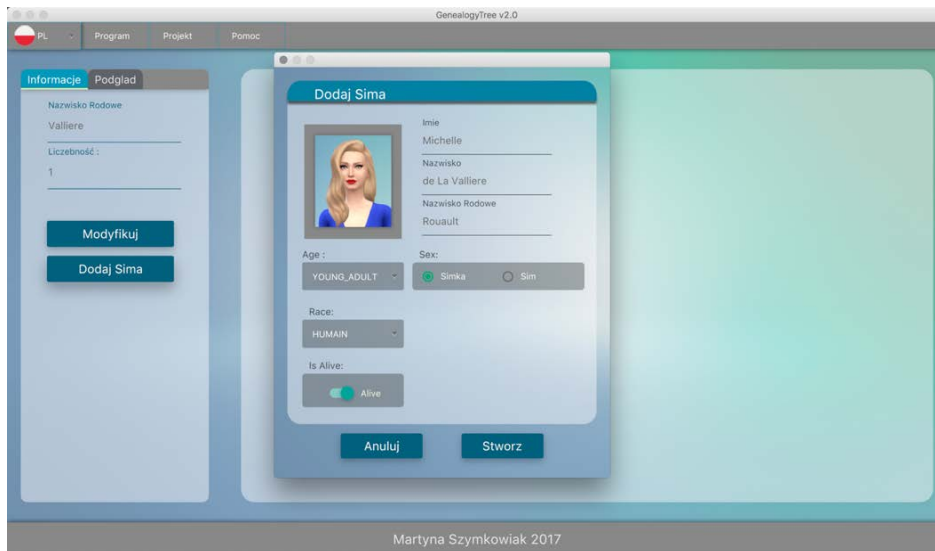 GenealogyTree v2.0
PL Program Projekt Pomoc
Informacje Podglad
Nazwisko Rodowe
Valliere
Liczebność :
1
Modyfikuj
Dodaj Sima
Dodaj Sima
Imie
Michelle
Nazwisko
de La Valliere
Nazwisko Rodowe
Rouault
Age : Sex:
YOUNG_ADULT Simka Sim
Race:
HUMAIN
Is Alive:
Alive
Anuluj Stworz
Martyna Szymkowiak 2017